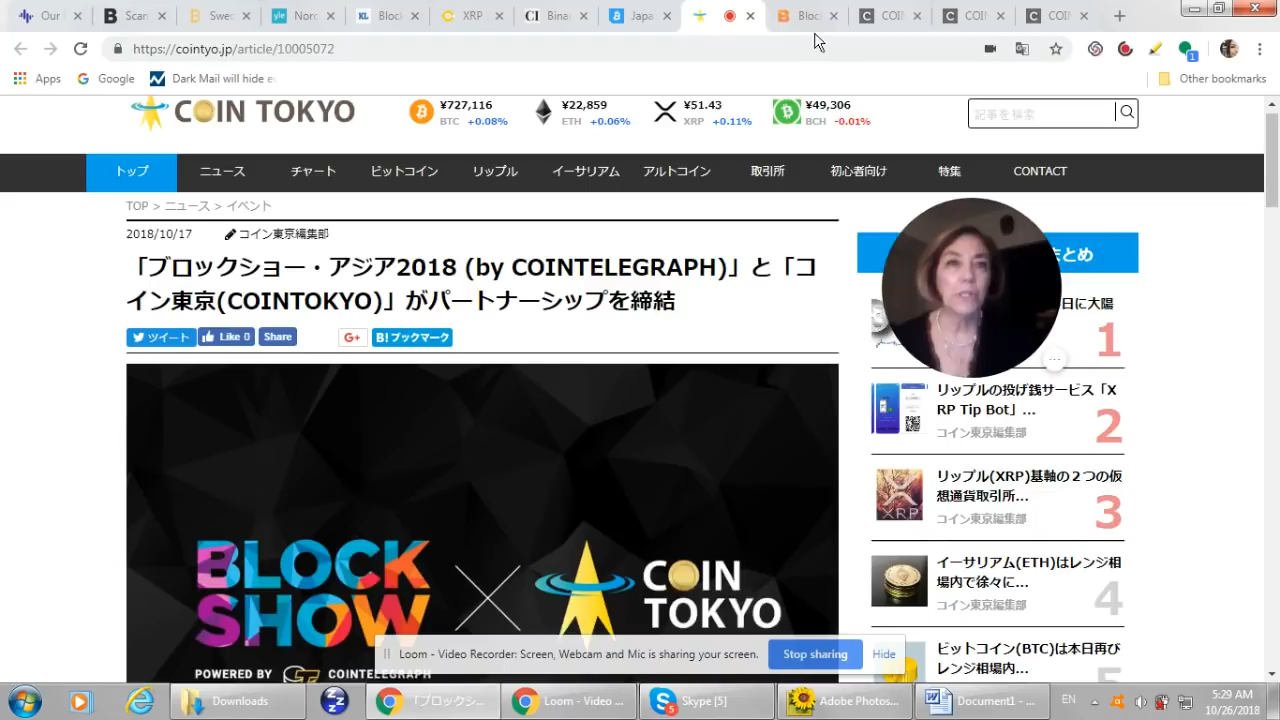 Our
Scan
Swe
yle Nord
KL Block
XRP
CI Binan
Japa
Bloc
C COIN
C COIN
C COIN
https://cointyo.jp/article/10005072
Apps
Google
Dark Mail will hide e
1
Other bookmarks
COIN TOKYO
¥727,116
BTC +0.08%
¥22,859
ETH +0.06%
¥51.43
XRP +0.11%
¥49,306
BCH -0.01%
記事を検索
トップ
ニュース
チャート
ビットコイン
リップル
イーサリアム
アルトコイン
取引所
初心者向け
特集
CONTACT
TOP > ニュース > イベント
2018/10/17
コイン東京編集部
「ブロックショー・アジア2018 (by COINTELEGRAPH)」と「コ
イン東京(COINTOKYO)」がパートナーシップを締結
ツイート
Like 0
Share
G+
B! ブックマーク
BLOCK
SHOW
POWERED BY COINTELEGRAPH
COIN
TOKYO
まとめ
日に大陽
1
リップルの投げ銭サービス「X
RP Tip Bot」...
コイン東京編集部
2
リップル(XRP)基軸の２つの仮
想通貨取引所...
コイン東京編集部
3
XRP
イーサリアム(ETH)はレンジ相
場内で徐々に...
コイン東京編集部
4
ビットコイン(BTC)は本日再び
レンジ相場内...
5
Loom - Video Recorder: Screen, Webcam and Mic is sharing your screen.
Stop sharing
Hide
Downloads
「ブロックシ...
Loom - Video ...
Skype [5]
5
Adobe Photos...
Document1 - ...
EN
5:29 AM
10/26/2018